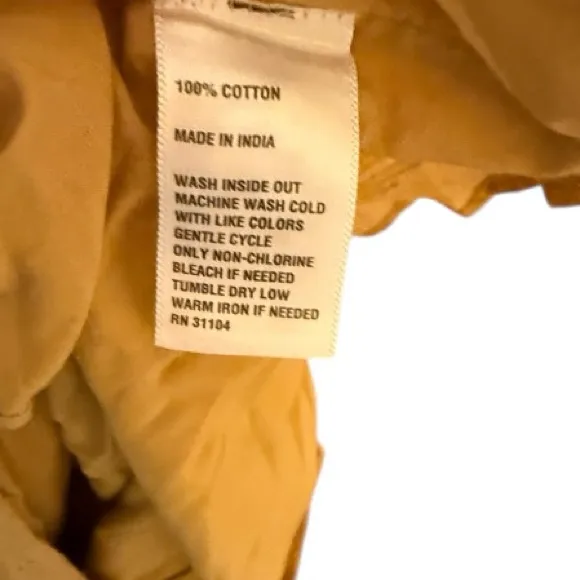 100% COTTON
MADE IN INDIA
WASH INSIDE OUT
MACHINE WASH COLD
WITH LIKE COLORS
GENTLE CYCLE
ONLY NON-CHLORINE
BLEACH IF NEEDED
TUMBLE DRY LOW
WARM IRON IF NEEDED
RN 31104